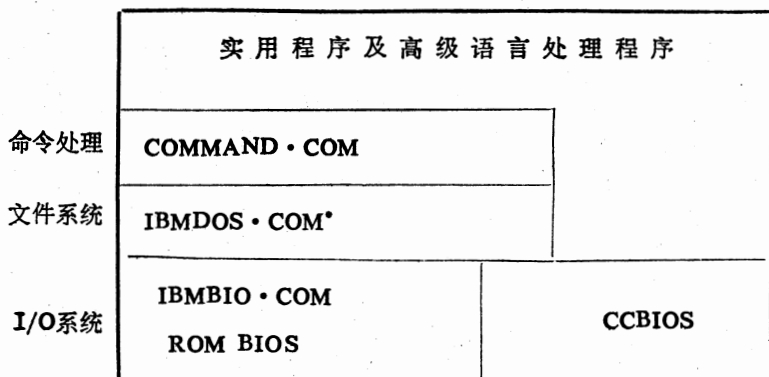 实用程序及高级语言处理程序
命令处理 COMMAND·COM
文件系统 IBMDOS·COM•
IBMBIO·COM
I/O系统 CCBIOS
ROM BIOS